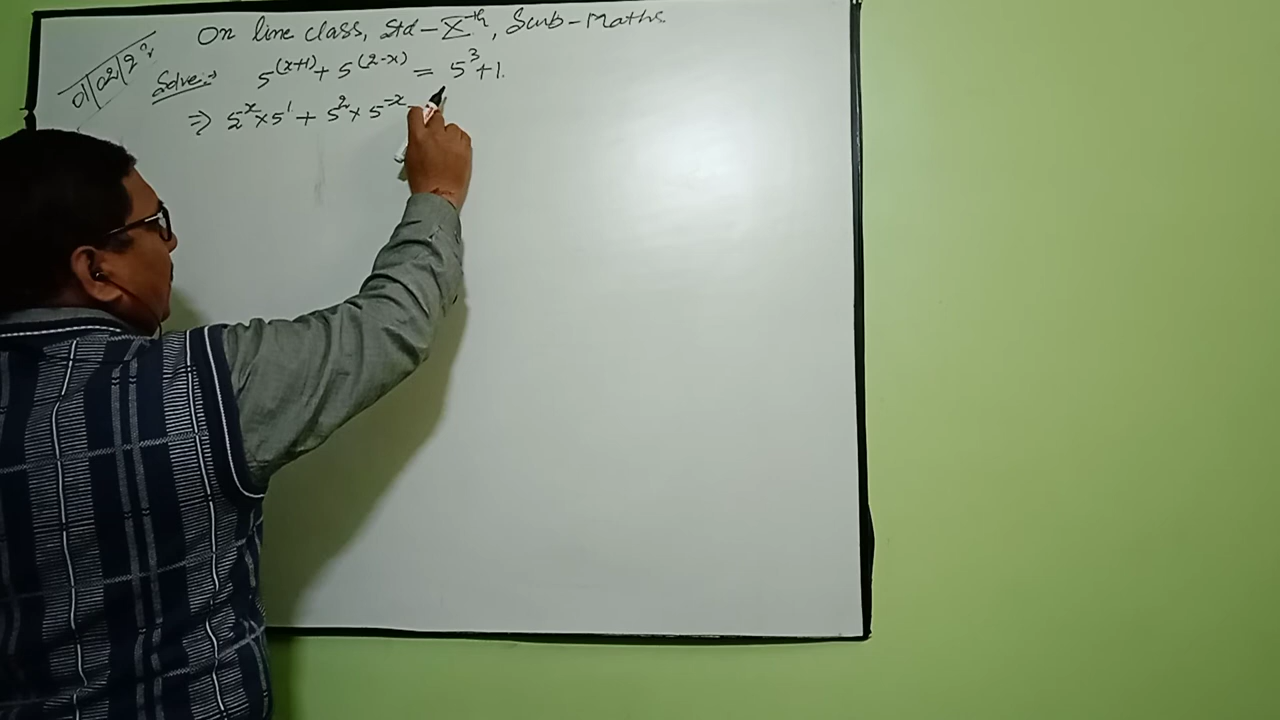 On line class, Std-X^th, Sub-Maths.
01/02/22
Solve:→ 5^(x+1) + 5^(2-x) = 5^3 + 1.
⇒ 5^x × 5^1 + 5^2 × 5^-x